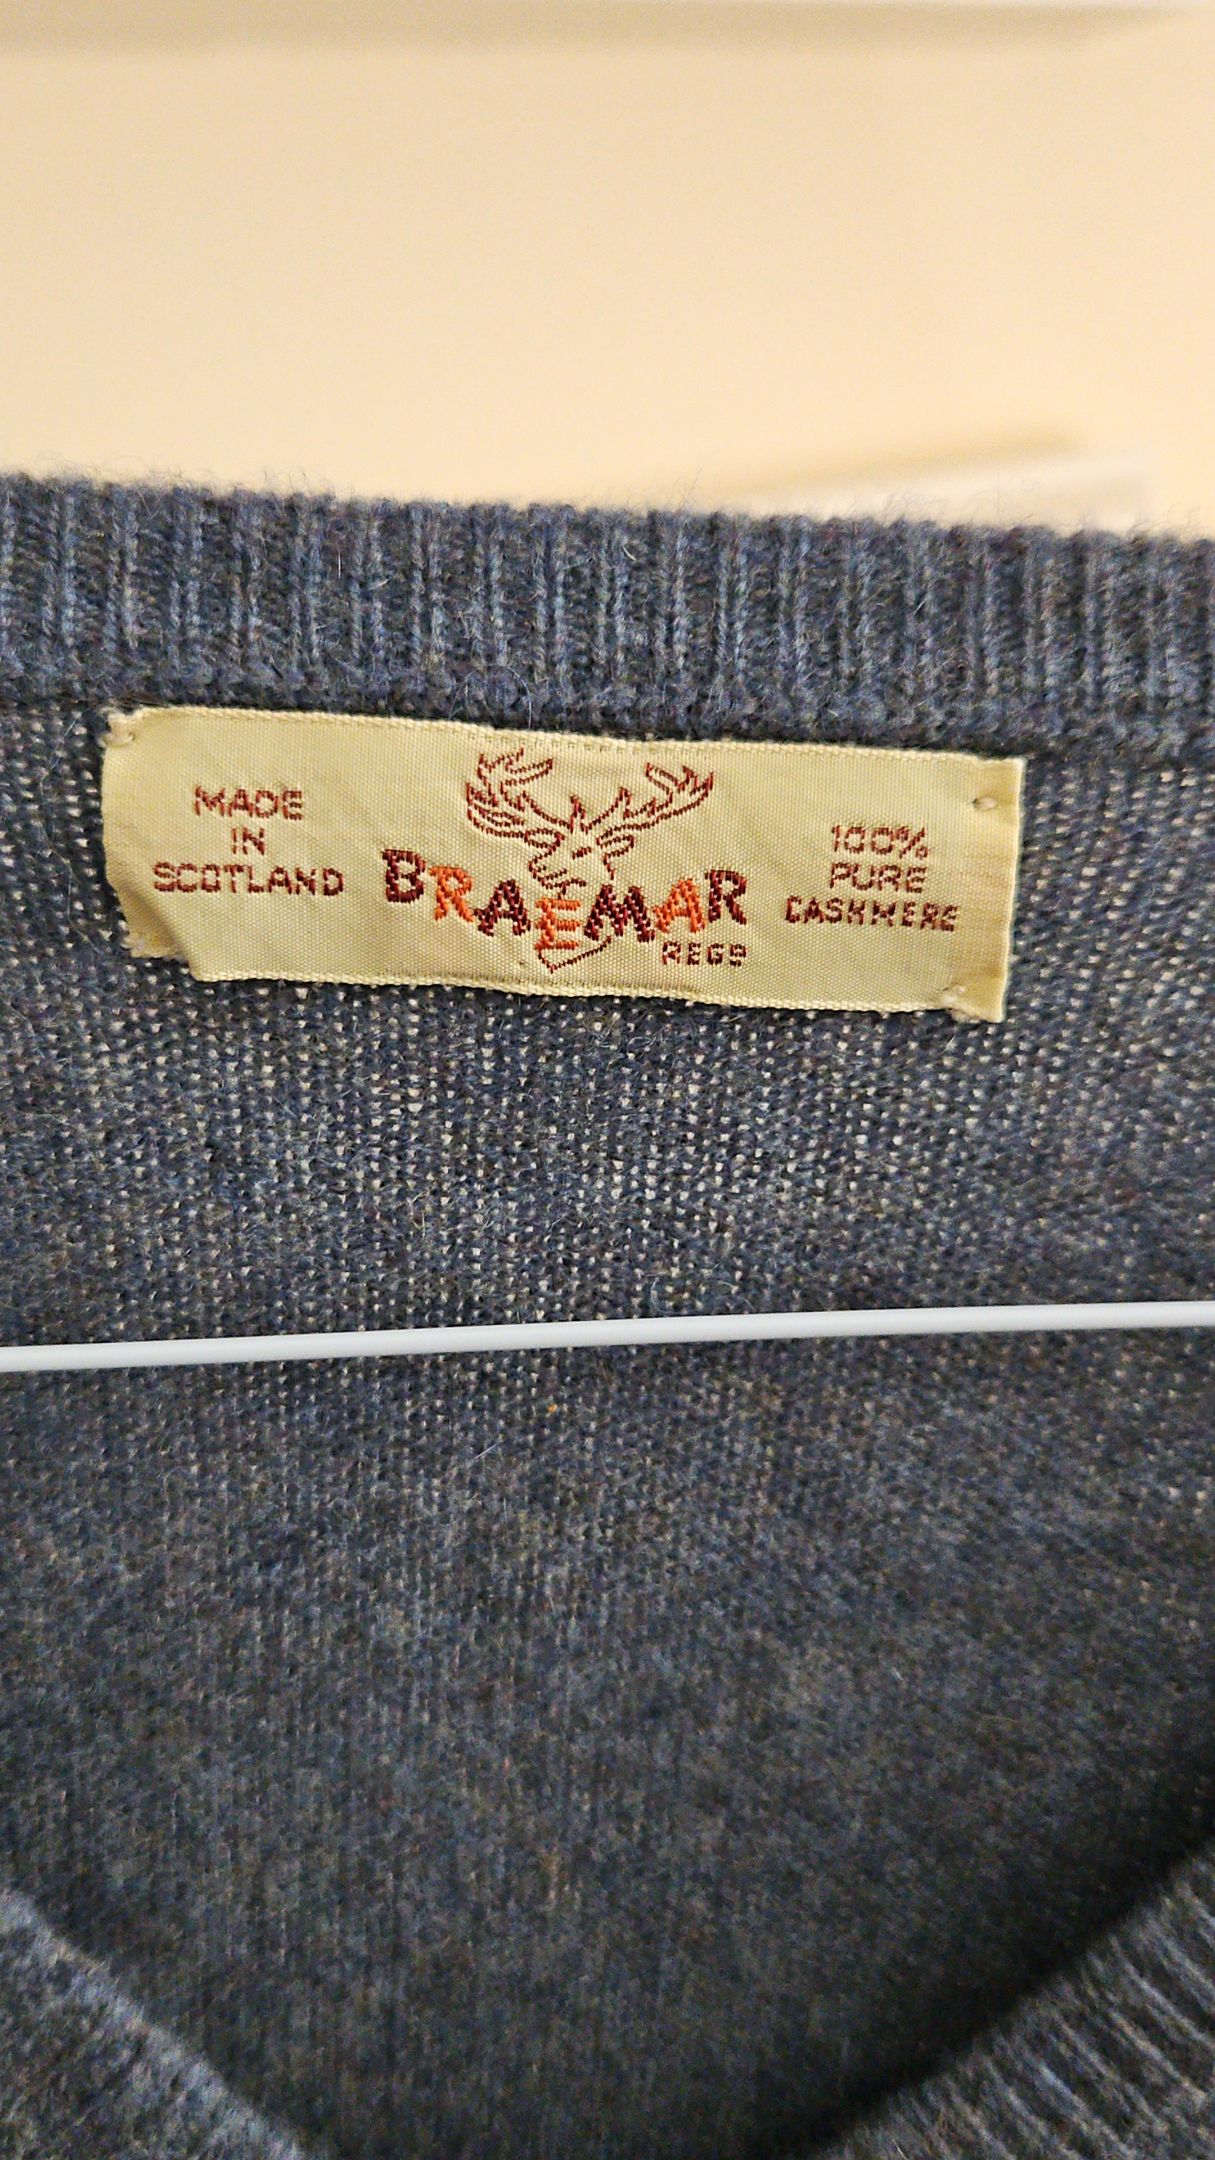 MADE
IN
SCOTLAND
BRAEMAR
REGD
100%
PURE
CASHMERE